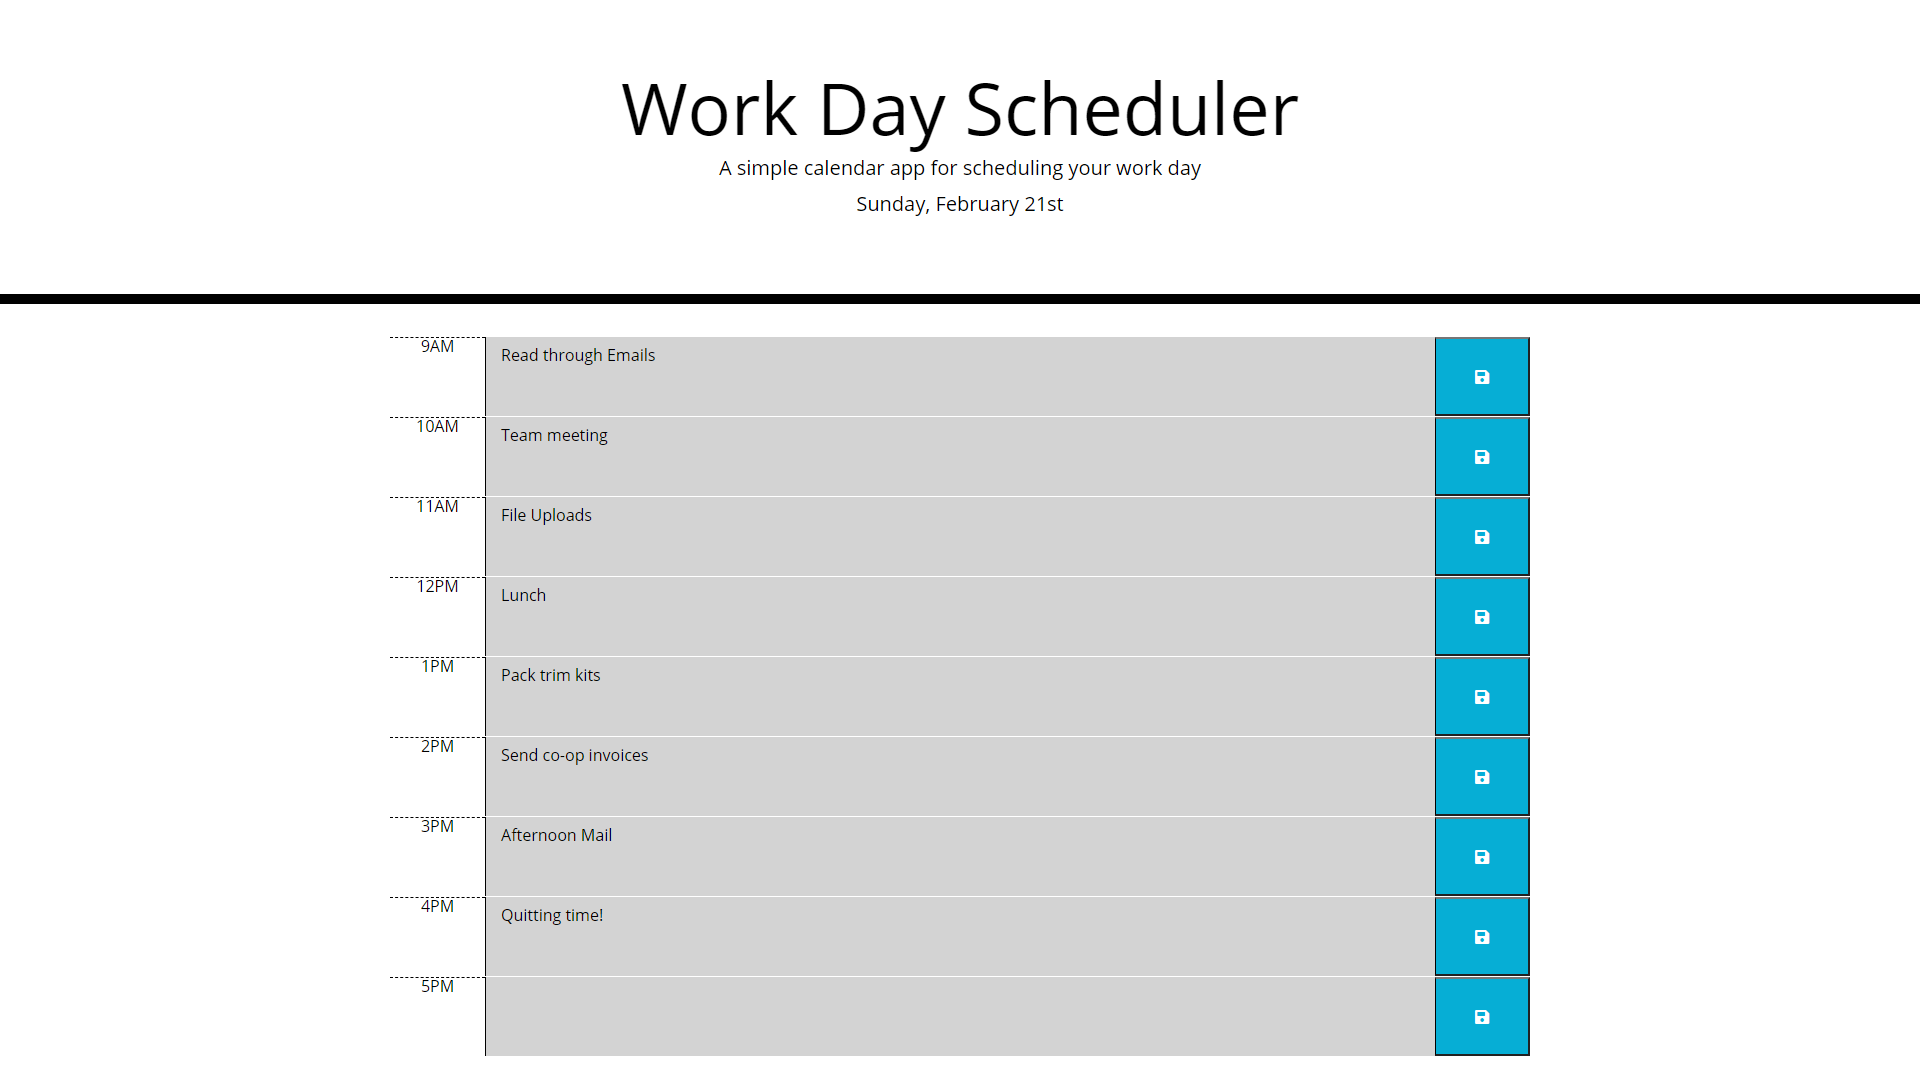 Work Day Scheduler
A simple calendar app for scheduling your work day
Sunday, February 21st
9AM
Read through Emails
10AM
Team meeting
11AM
File Uploads
12PM
Lunch
1PM
Pack trim kits
2PM
Send co-op invoices
3PM
Afternoon Mail
4PM
Quitting time!
5PM